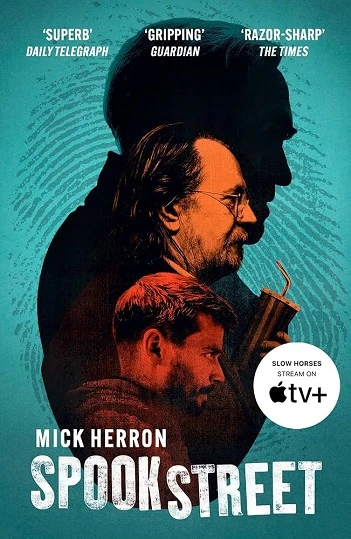 ‘SUPERB’ ‘GRIPPING’ ‘RAZOR-SHARP’
DAILY TELEGRAPH GUARDIAN THE TIMES
SLOW HORSES
STREAM ON
tv+
MICK HERRON
SPOOK STREET